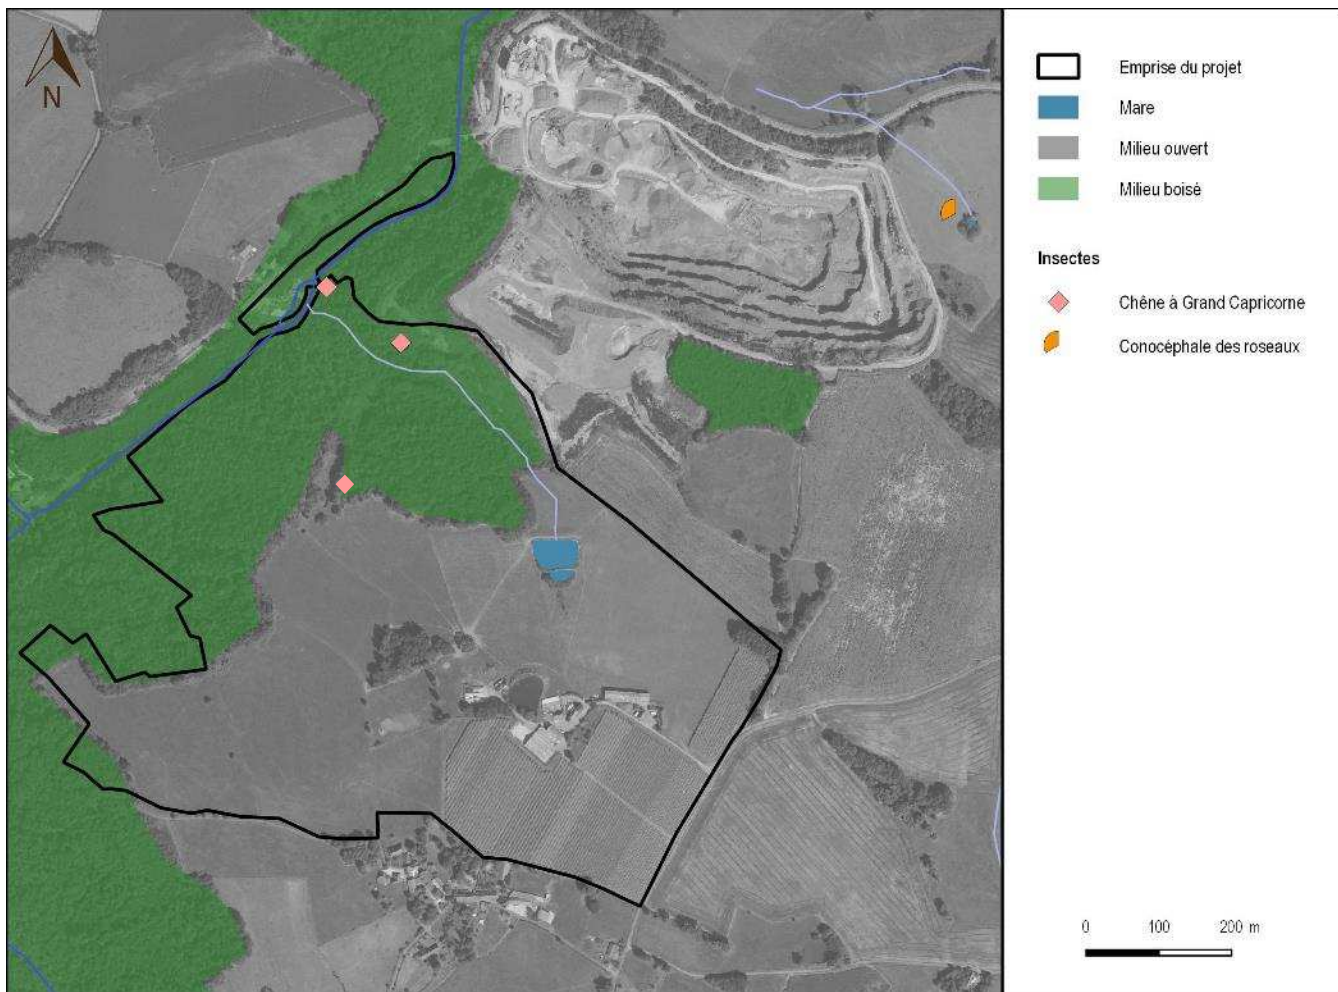 N
Emprise du projet
Mare
Milieu ouvert
Milieu boisé
Insectes
Chêne à Grand Capricorne
Conocéphale des roseaux
0 100 200 m